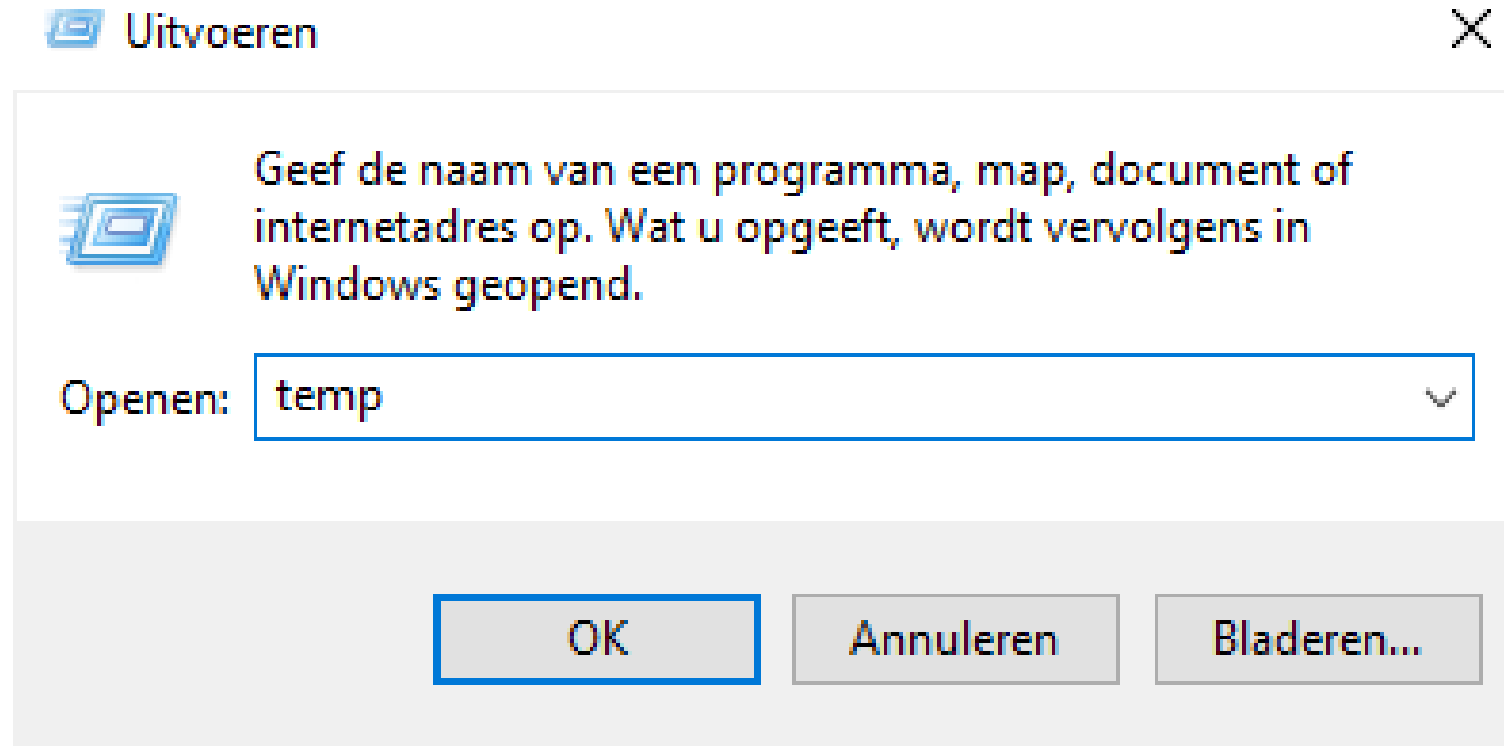 Uitvoeren
Geef de naam van een programma, map, document of
internetadres op. Wat u opgeeft, wordt vervolgens in
Windows geopend.
Openen: temp
OK Annuleren Bladeren...